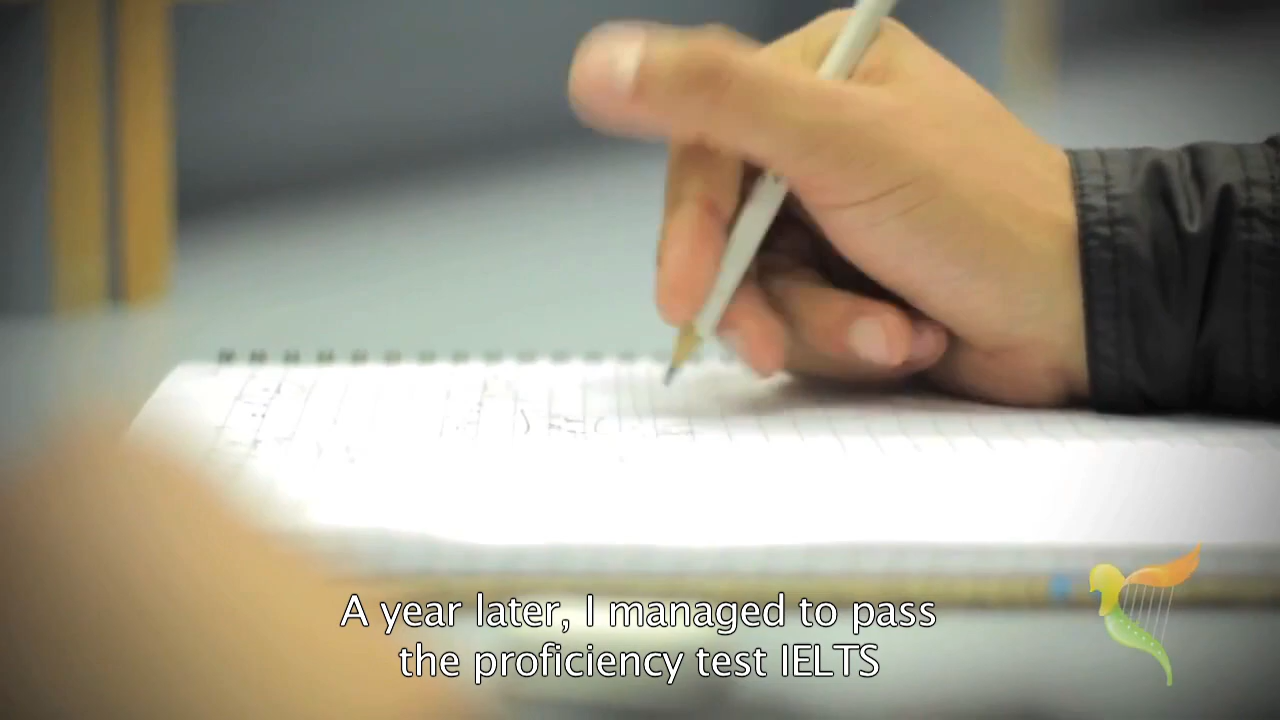 A year later, I managed to pass
the proficiency test IELTS